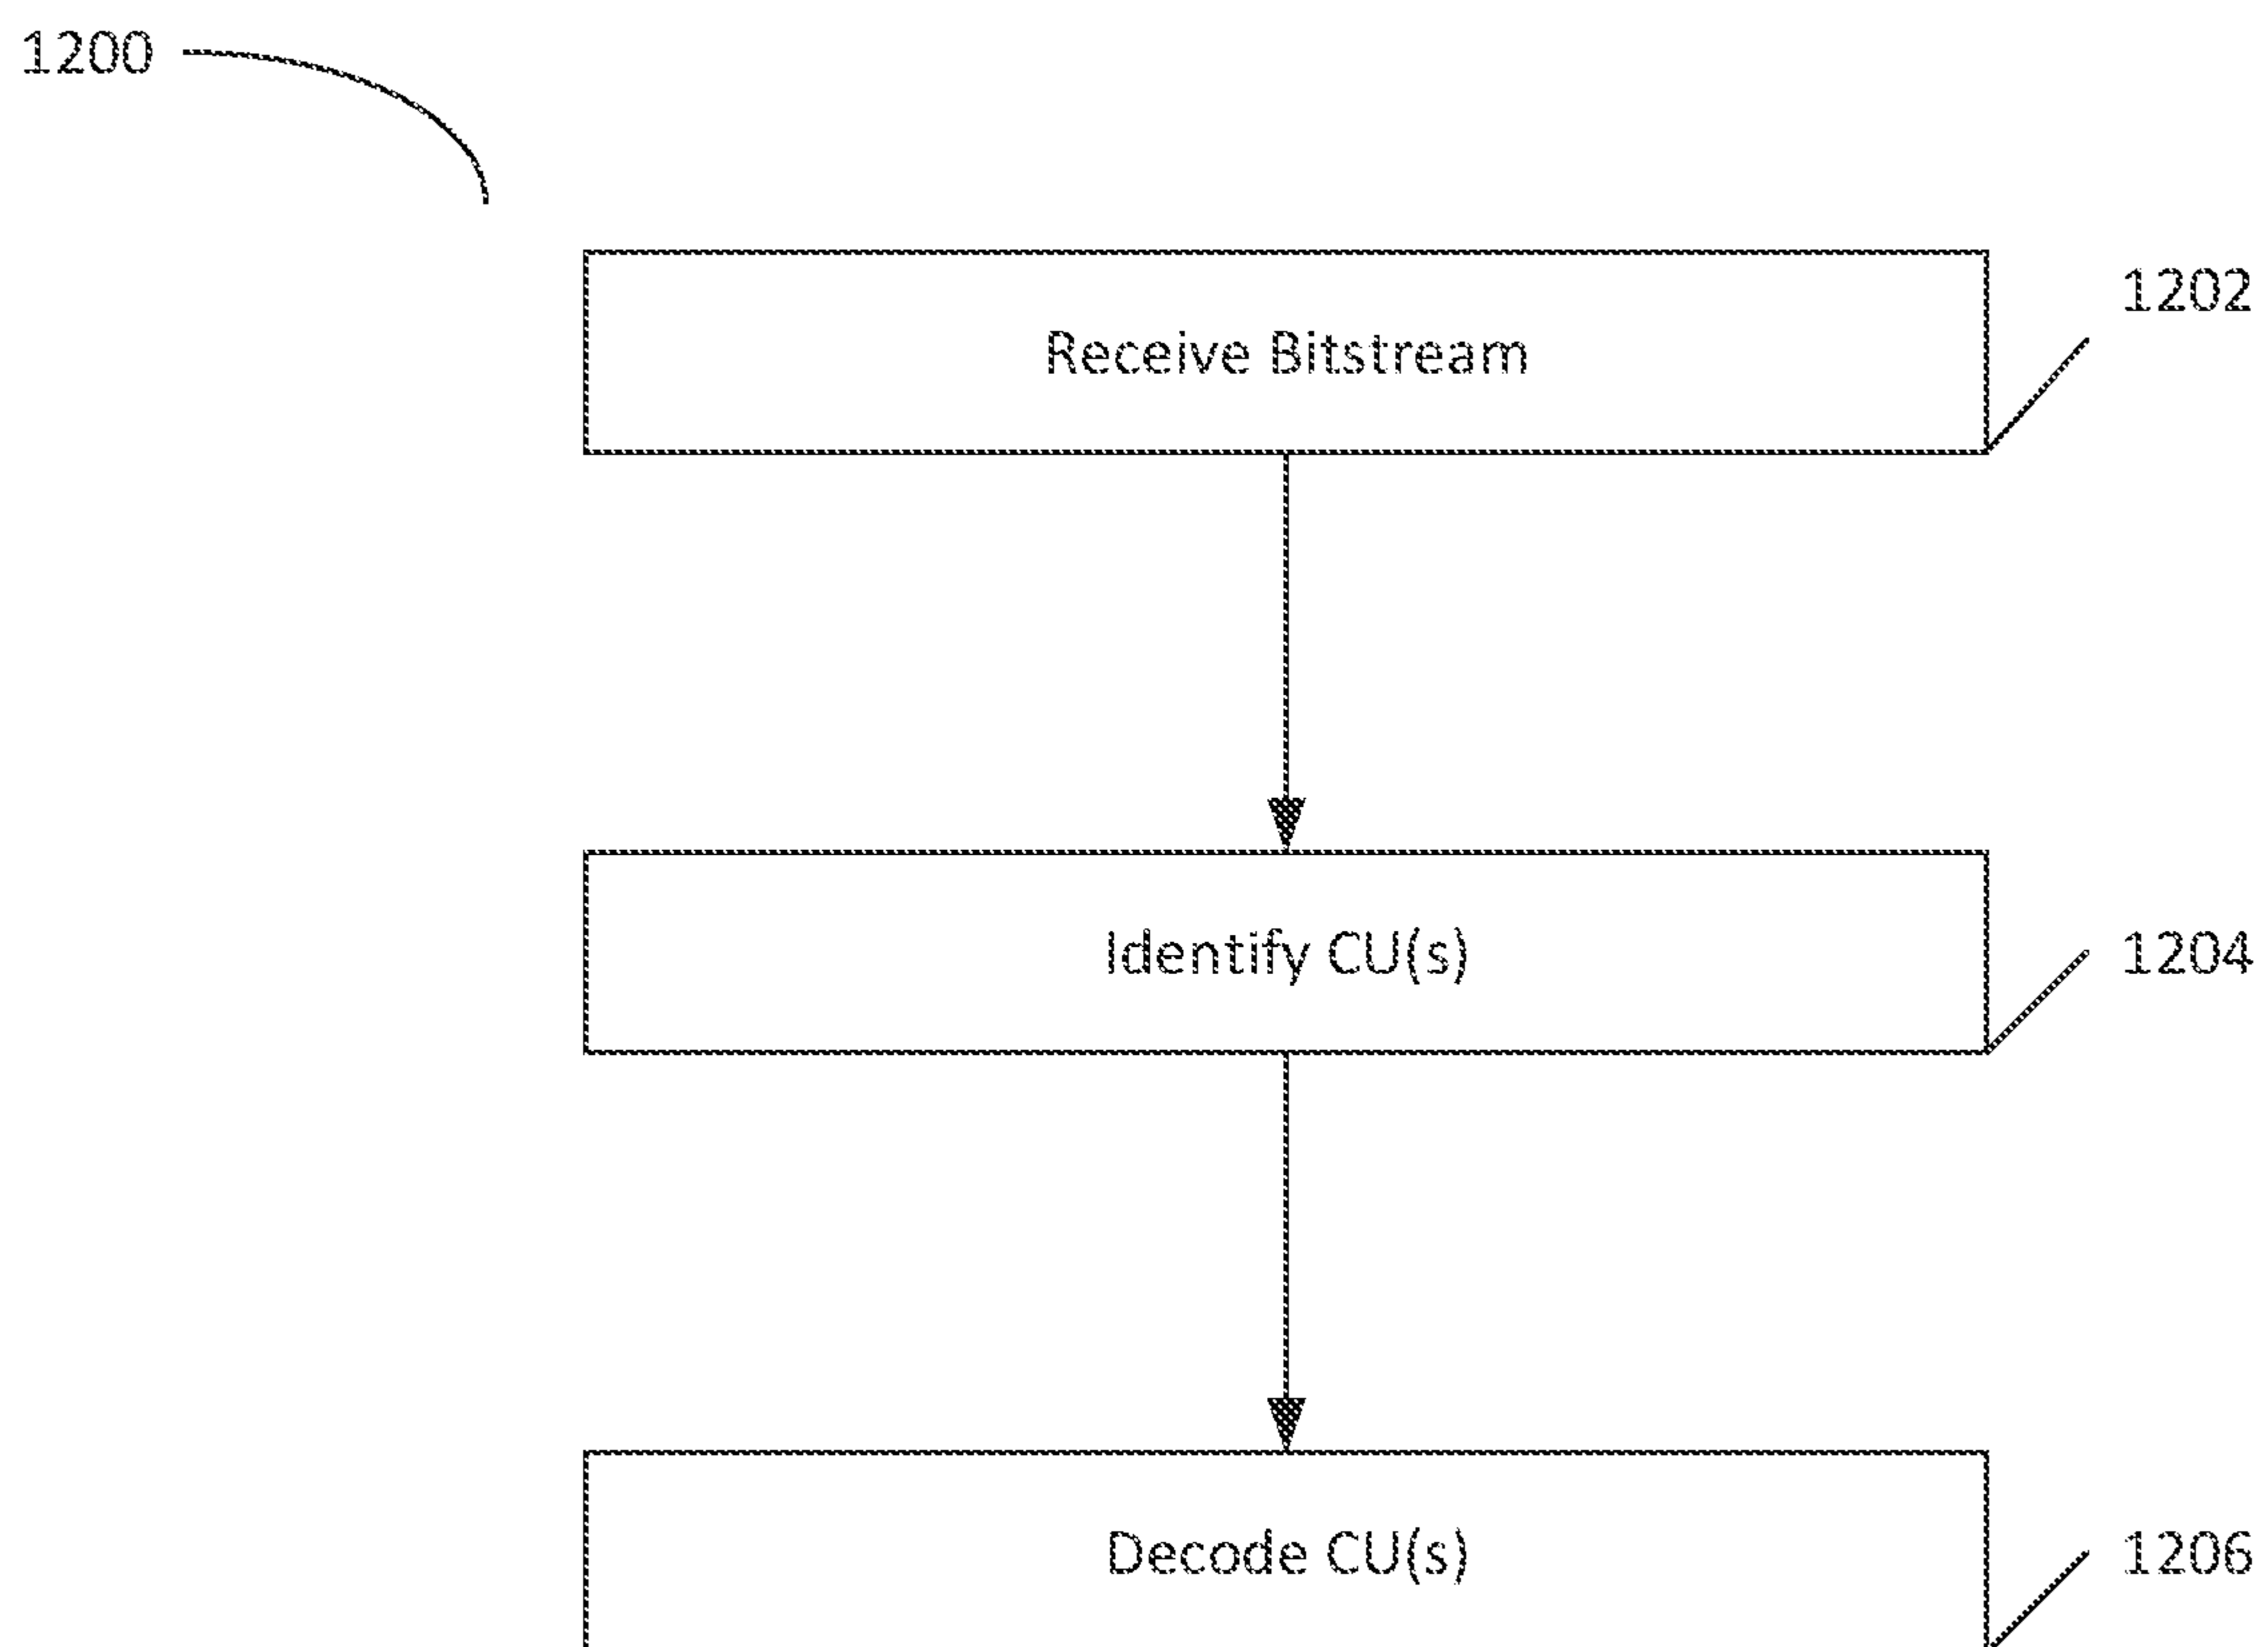 1200
Receive Bitstream
1202
Identify CU(s)
1204
Decode CU(s)
1206